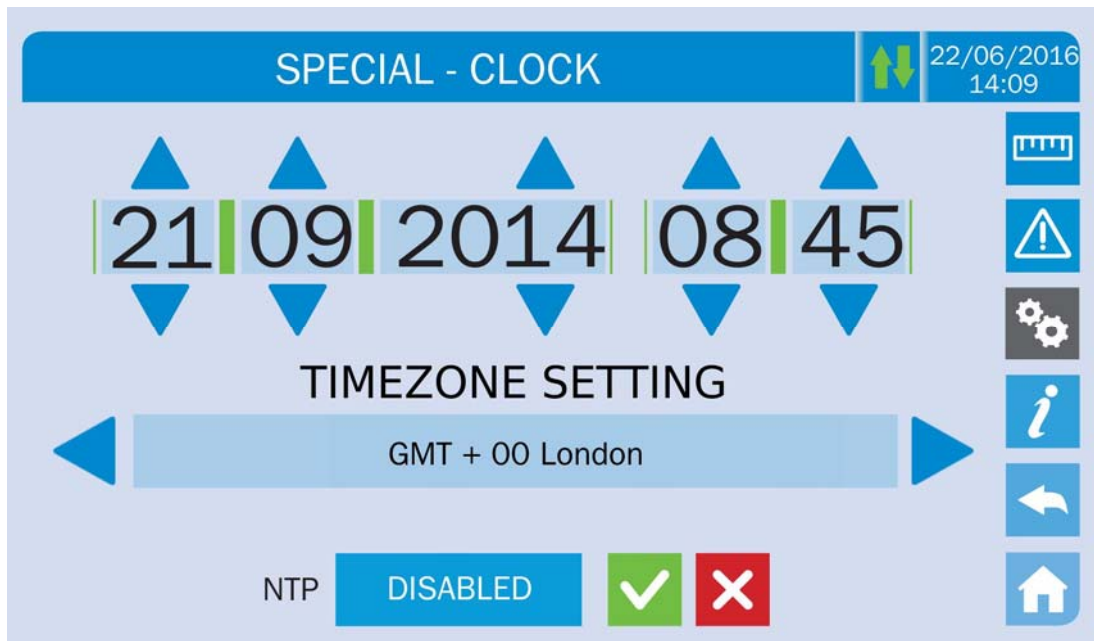 SPECIAL - CLOCK
22/06/2016
14:09
21 09 2014 08 45
TIMEZONE SETTING
GMT + 00 London
NTP DISABLED